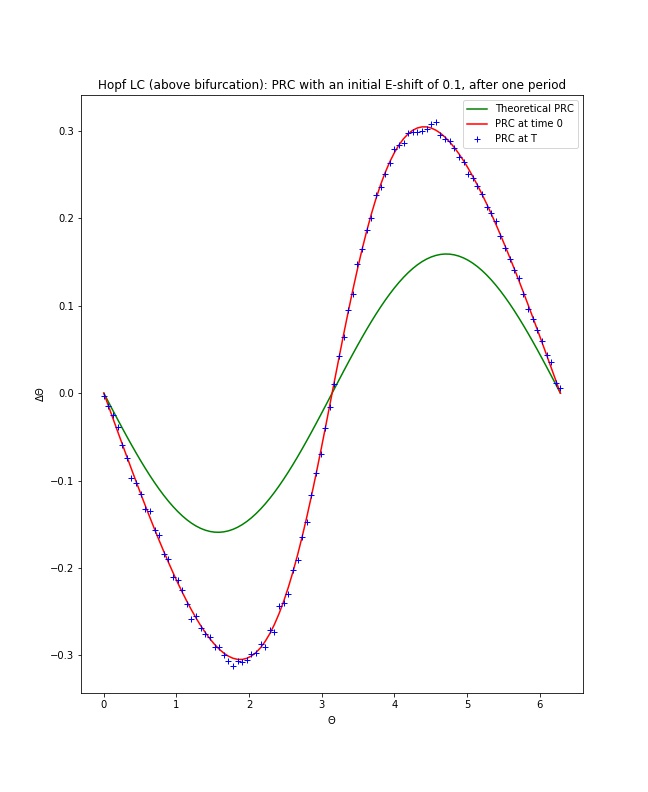 Hopf LC (above bifurcation): PRC with an initial E-shift of 0.1, after one period
Theoretical PRC
PRC at time 0
PRC at T
0.3
0.2
0.1
0.0
−0.1
−0.2
−0.3
ΔΘ
0 1 2 3 4 5 6
Θ